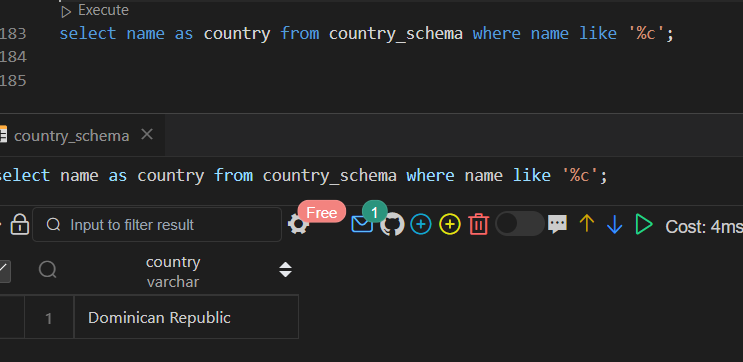 Execute
183 select name as country from country_schema where name like '%c';
184
185
country_schema
select name as country from country_schema where name like '%c';
Input to filter result Free 1 Cost: 4ms
country
varchar
1 Dominican Republic